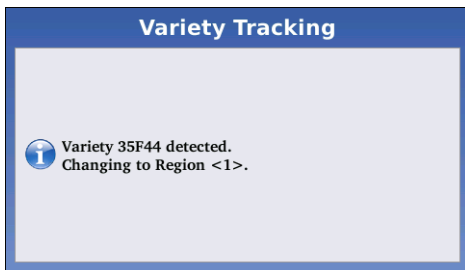 Variety Tracking
Variety 35F44 detected.
Changing to Region <1>.